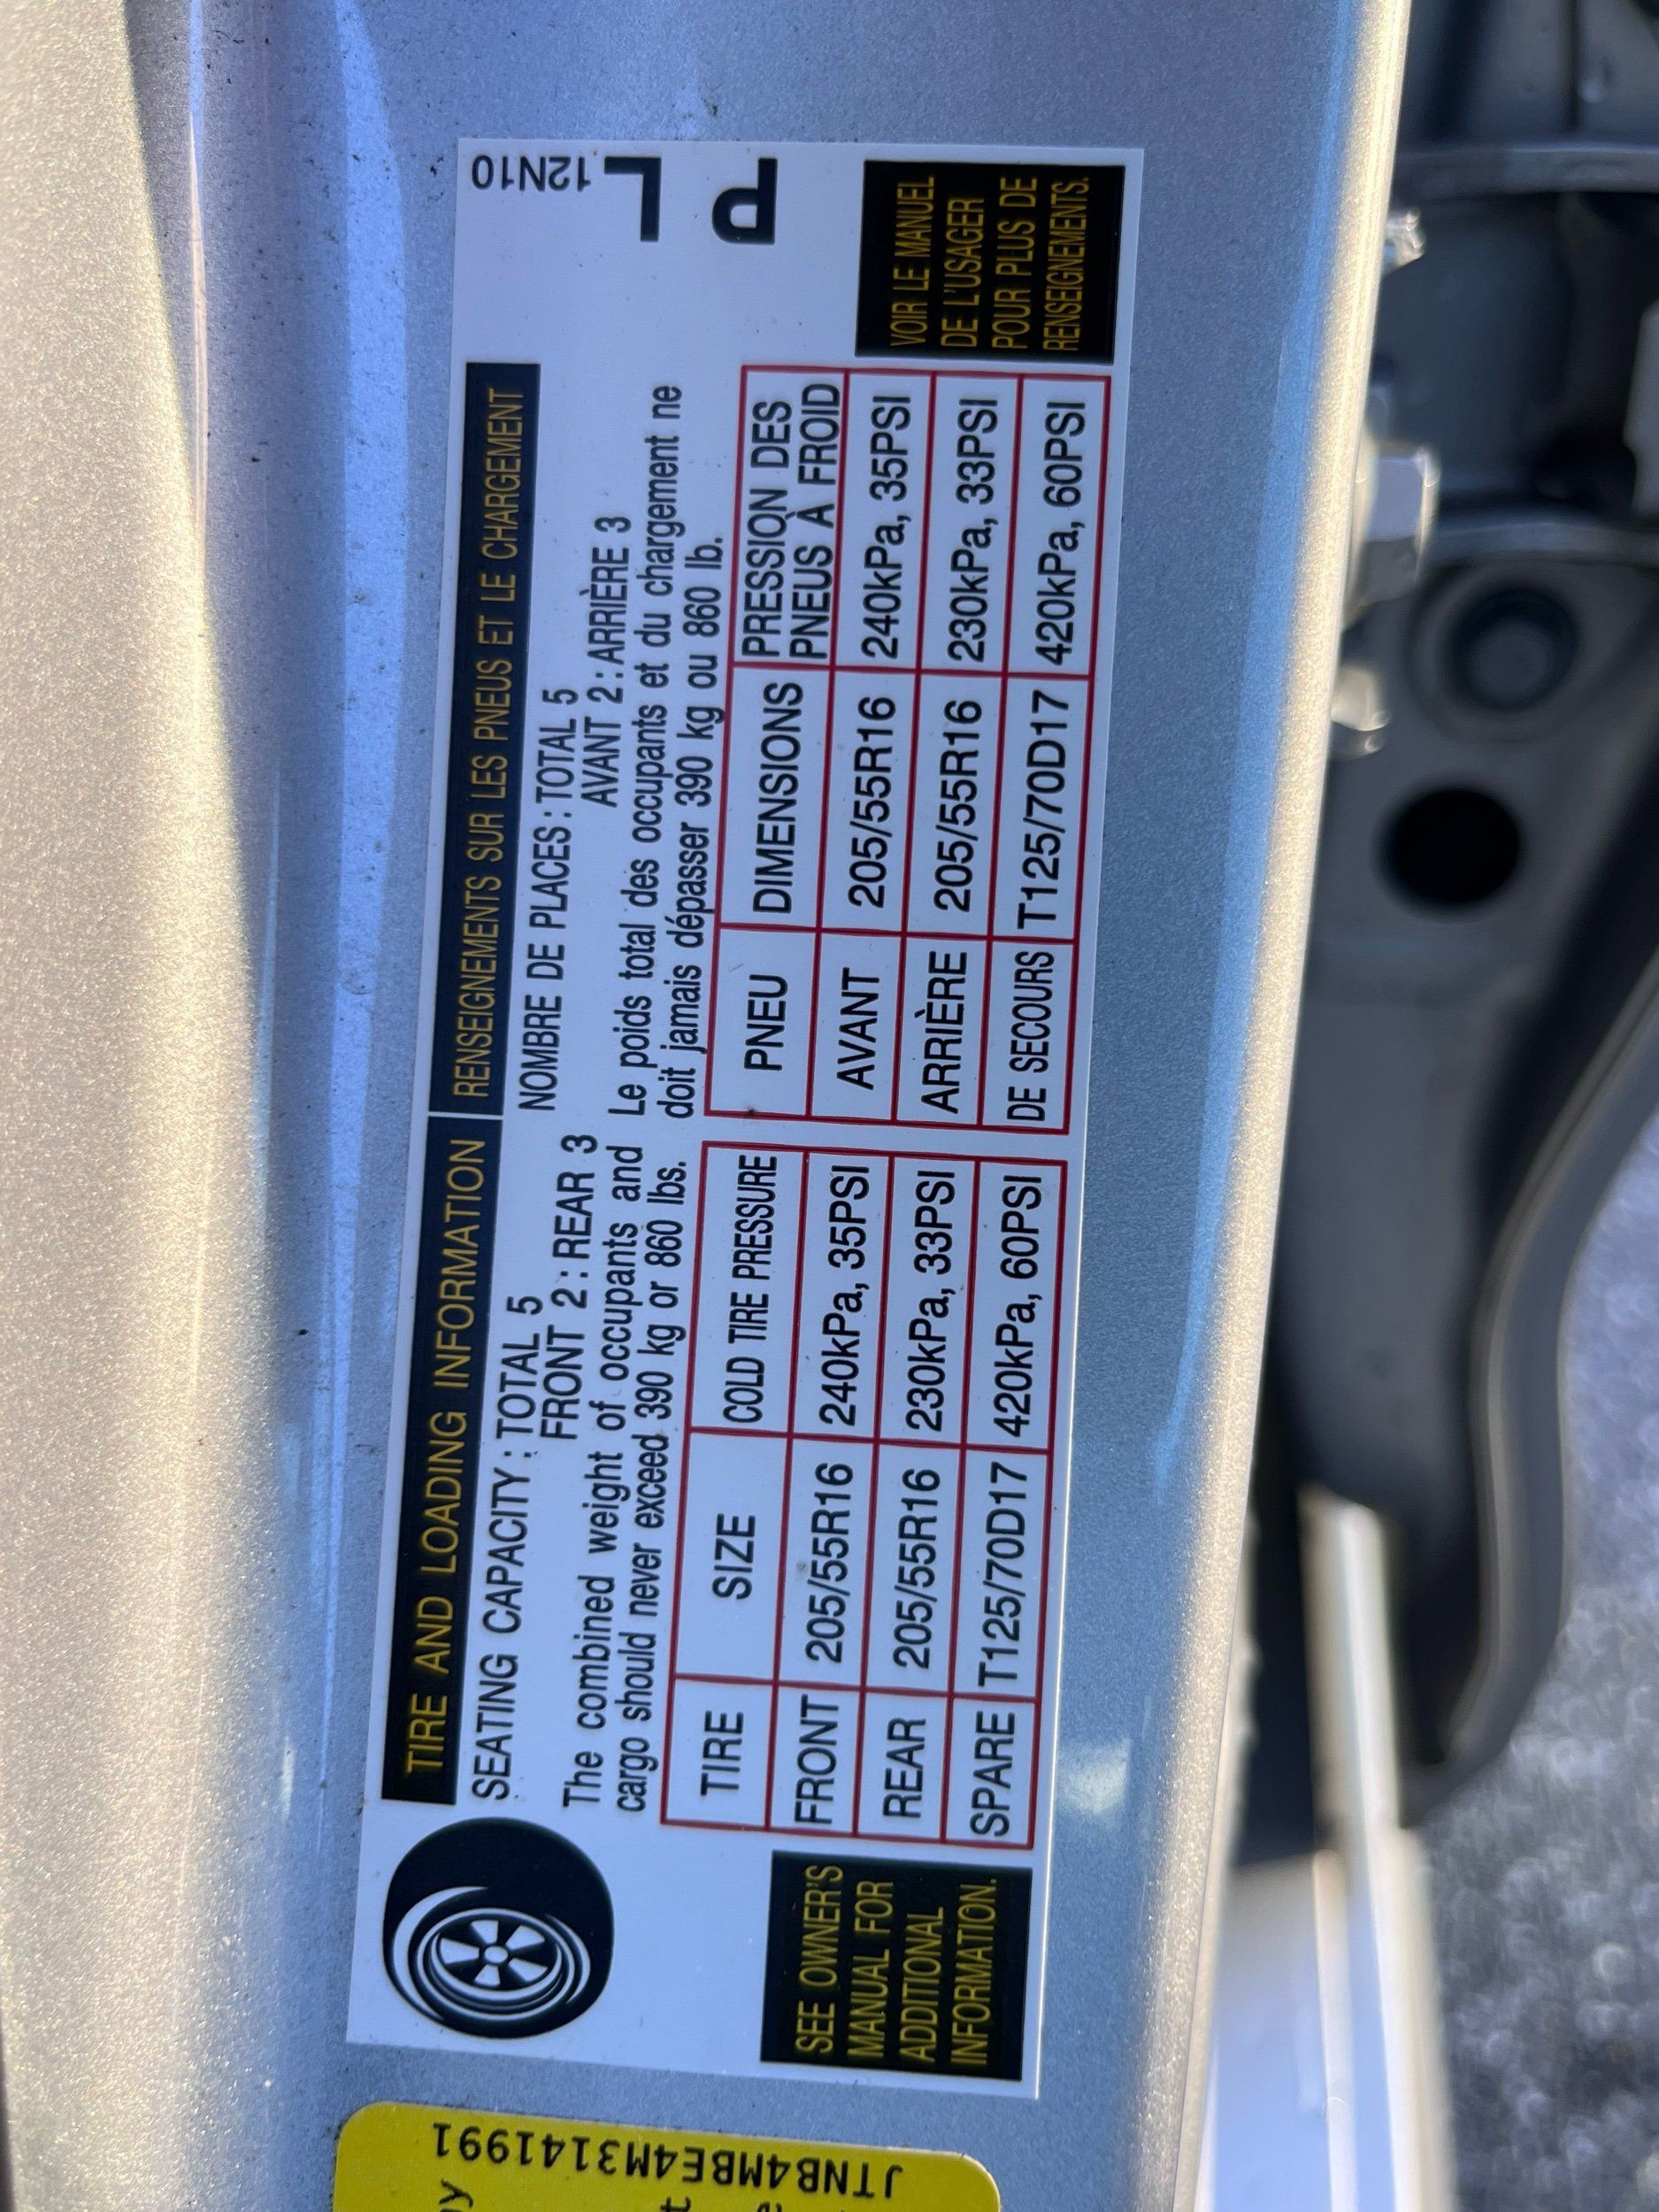 TIRE AND LOADING INFORMATION
SEATING CAPACITY : TOTAL 5
FRONT 2 : REAR 3
The combined weight of occupants and
cargo should never exceed 390 kg or 860 lbs.
TIRE SIZE COLD TIRE PRESSURE
FRONT 205/55R16 240kPa, 35PSI
REAR 205/55R16 230kPa, 33PSI
SPARE T125/70D17 420kPa, 60PSI
SEE OWNER'S
MANUAL FOR
ADDITIONAL
INFORMATION.
RENSEIGNEMENTS SUR LES PNEUS ET LE CHARGEMENT
NOMBRE DE PLACES : TOTAL 5
AVANT 2 : ARRIÈRE 3
Le poids total des occupants et du chargement ne
doit jamais dépasser 390 kg ou 860 lb.
PNEU DIMENSIONS PRESSION DES
PNEUS À FROID
AVANT 205/55R16 240kPa, 35PSI
ARRIÈRE 205/55R16 230kPa, 33PSI
DE SECOURS T125/70D17 420kPa, 60PSI
VOIR LE MANUEL
DE L'USAGER
POUR PLUS DE
RENSEIGNEMENTS.
12N10
L
P
JTNB4MBE4M3141991